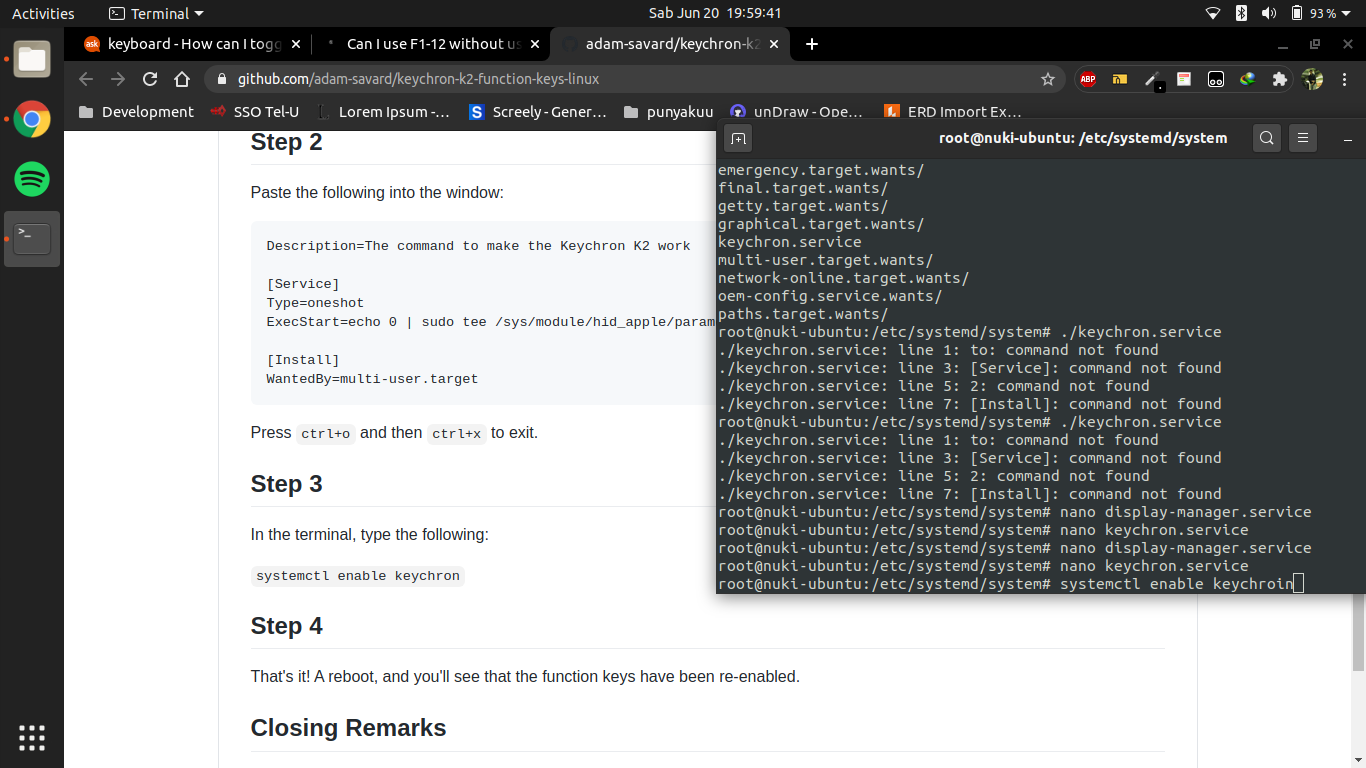 Activities
Terminal
Sab Jun 20 19:59:41
93 %
ask
keyboard - How can I togg
Can I use F1-12 without us
adam-savard/keychron-k2
github.com/adam-savard/keychron-k2-function-keys-linux
ABP
Development
SSO Tel-U
Lorem Ipsum -...
S
Screely - Gener...
punyakuu
unDraw - Ope...
ERD Import Ex...
Step 2
Paste the following into the window:
Description=The command to make the Keychron K2 work
[Service]
Type=oneshot
ExecStart=echo 0 | sudo tee /sys/module/hid_apple/param
[Install]
WantedBy=multi-user.target
Press ctrl+o and then ctrl+x to exit.
Step 3
In the terminal, type the following:
systemctl enable keychron
Step 4
That's it! A reboot, and you'll see that the function keys have been re-enabled.
Closing Remarks
root@nuki-ubuntu: /etc/systemd/system
emergency.target.wants/
final.target.wants/
getty.target.wants/
graphical.target.wants/
keychron.service
multi-user.target.wants/
network-online.target.wants/
oem-config.service.wants/
paths.target.wants/
root@nuki-ubuntu:/etc/systemd/system# ./keychron.service
./keychron.service: line 1: to: command not found
./keychron.service: line 3: [Service]: command not found
./keychron.service: line 5: 2: command not found
./keychron.service: line 7: [Install]: command not found
root@nuki-ubuntu:/etc/systemd/system# ./keychron.service
./keychron.service: line 1: to: command not found
./keychron.service: line 3: [Service]: command not found
./keychron.service: line 5: 2: command not found
./keychron.service: line 7: [Install]: command not found
root@nuki-ubuntu:/etc/systemd/system# nano display-manager.service
root@nuki-ubuntu:/etc/systemd/system# nano keychron.service
root@nuki-ubuntu:/etc/systemd/system# nano display-manager.service
root@nuki-ubuntu:/etc/systemd/system# nano keychron.service
root@nuki-ubuntu:/etc/systemd/system# systemctl enable keychroin